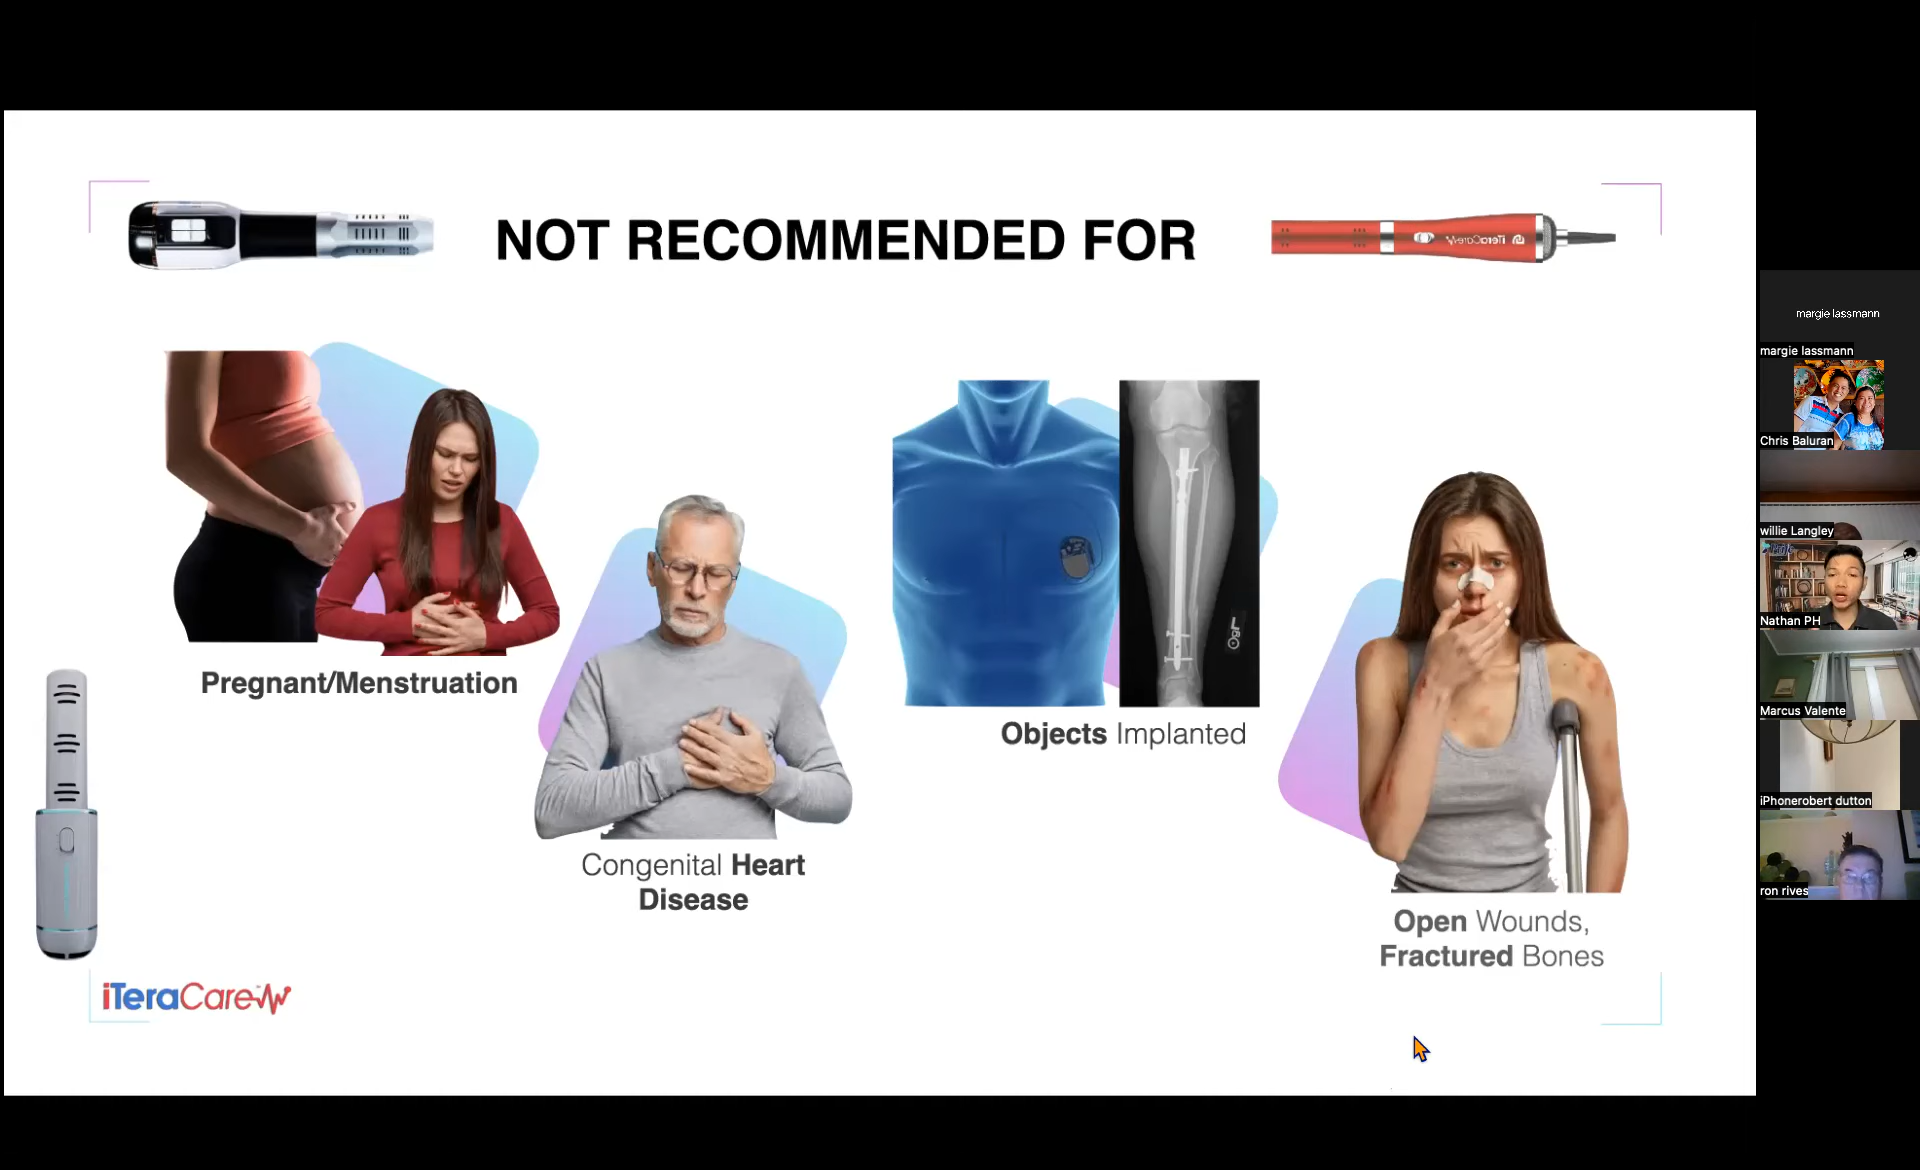 NOT RECOMMENDED FOR
iTeraCare
Pregnant/Menstruation
Congenital Heart
Disease
Objects Implanted
Open Wounds,
Fractured Bones
iTeraCare
margie lassmann
margie lassmann
Chris Baluran
willie Langley
Nathan PH
Marcus Valente
iPhonerobert dutton
ron rives